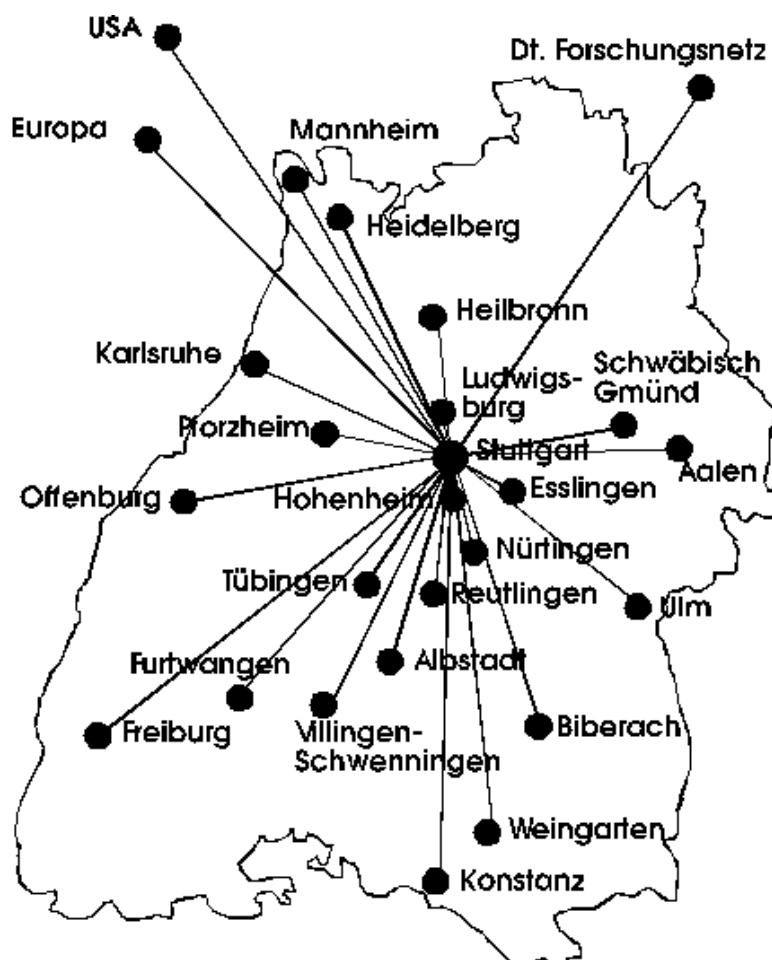 USA
Dt. Forschungsnetz
Europa
Mannheim
Heidelberg
Heilbronn
Karlsruhe
Schwäbisch
Gmünd
Ludwigs-
burg
Pforzheim
Stuttgart
Aalen
Offenburg
Hohenheim
Esslingen
Nürtingen
Tübingen
Reutlingen
Ulm
Furtwangen
Albstadt
Freiburg
Villingen-
Schwenningen
Biberach
Weingarten
Konstanz